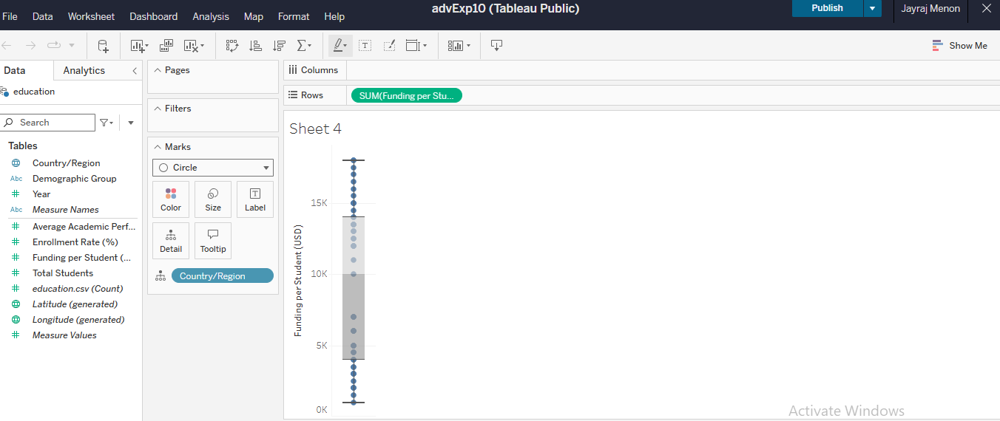 advExp10 (Tableau Public)
Publish
Jayraj Menon
File Data Worksheet Dashboard Analysis Map Format Help
Show Me
Data Analytics
education
Search
Tables
Country/Region
Abc Demographic Group
Year
Abc Measure Names
Average Academic Perf...
Enrollment Rate (%)
Funding per Student (...
Total Students
education.csv (Count)
Latitude (generated)
Longitude (generated)
Measure Values
Pages
Filters
Marks
Circle
Color Size Label
Detail Tooltip
Country/Region
Columns
Rows SUM(Funding per Stu...
Sheet 4
Funding per Student (USD)
15K
10K
5K
0K
Activate Windows